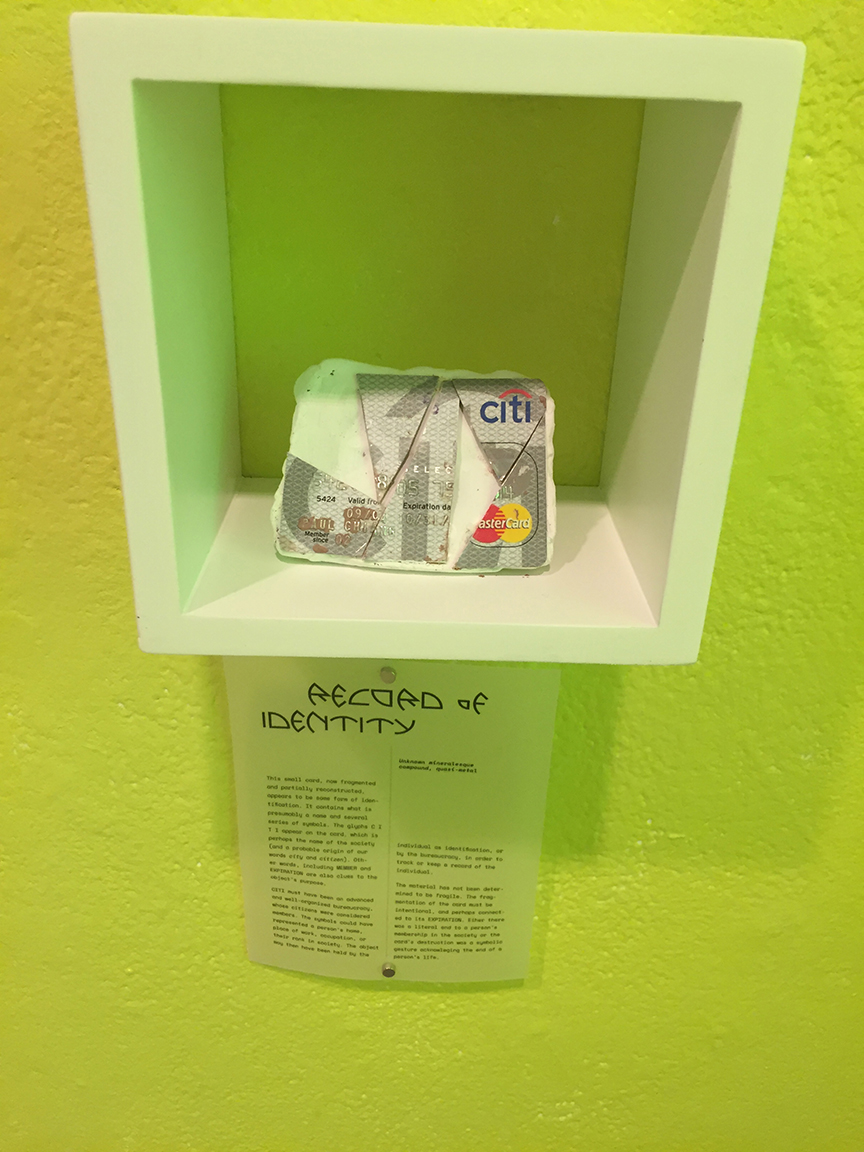 citi
ELEC
5424 Valid fro
Expiration da
09/0
PAUL CH
Member
since
MasterCard
RECORD OF
IDENTITY
Unknown mineralesque
compound, quasi-metal
This small card, now fragmented
and partially reconstructed,
appears to be some form of iden-
tification. It contains what is
presumably a name and several
series of symbols. The glyphs C I
T I appear on the card, which is
perhaps the name of the society
(and a probable origin of our
words city and citizen). Oth-
er words, including MEMBER and
EXPIRATION are also clues to the
object's purpose.
CITI must have been an advanced
and well-organized bureaucracy,
whose citizens were considered
members. The symbols would have
represented a person's home,
place of work, occupation, or
their rank in society. The object
may then have been held by the
individual as identification, or
by the bureaucracy, in order to
track or keep a record of the
individual.
The material has not been deter-
mined to be fragile. The frag-
mentation of the card must be
intentional, and perhaps connect-
ed to its EXPIRATION. Either there
was a literal end to a person's
membership in the society or the
card's destruction was a symbolic
gesture acknowleging the end of a
person's life.